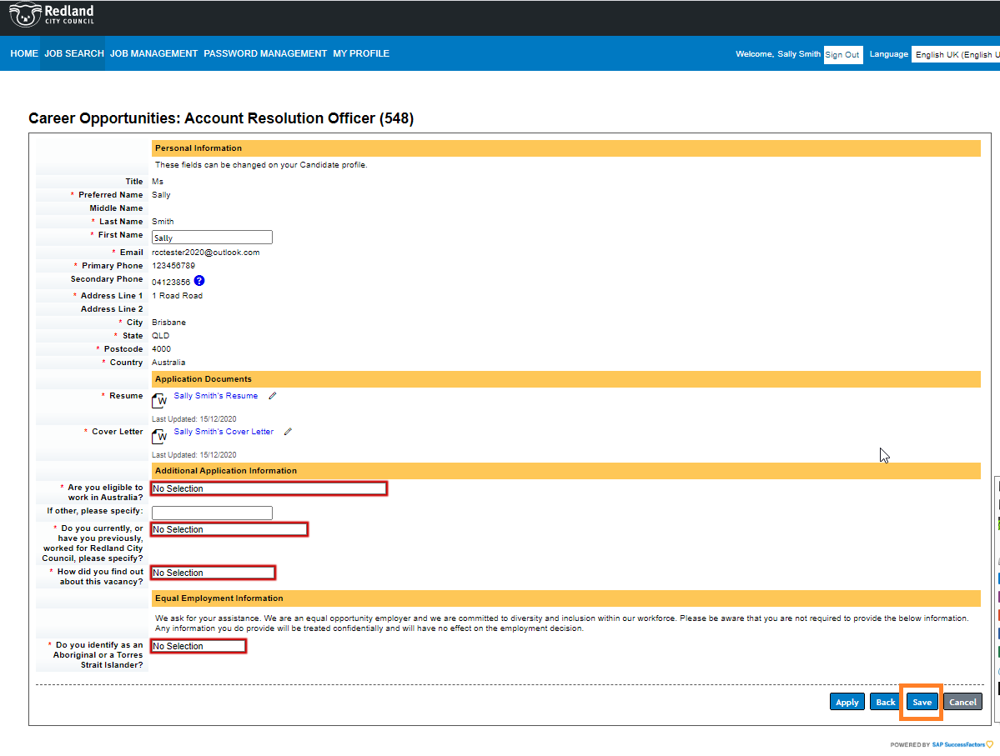 Redland
CITY COUNCIL
HOME JOB SEARCH JOB MANAGEMENT PASSWORD MANAGEMENT MY PROFILE Welcome, Sally Smith Sign Out Language English UK (English U
Career Opportunities: Account Resolution Officer (548)
Personal Information
These fields can be changed on your Candidate profile.
Title Ms
* Preferred Name Sally
Middle Name
* Last Name Smith
* First Name Sally
* Email rcctester2020@outlook.com
* Primary Phone 123456789
Secondary Phone 04123856 ?
* Address Line 1 1 Road Road
Address Line 2
* City Brisbane
* State QLD
* Postcode 4000
* Country Australia
Application Documents
* Resume W Sally Smith's Resume
Last Updated: 15/12/2020
* Cover Letter W Sally Smith's Cover Letter
Last Updated: 15/12/2020
Additional Application Information
* Are you eligible to
work in Australia?
No Selection
If other, please specify:
* Do you currently, or
have you previously,
worked for Redland City
Council, please specify?
No Selection
* How did you find out
about this vacancy?
No Selection
Equal Employment Information
We ask for your assistance. We are an equal opportunity employer and we are committed to diversity and inclusion within our workforce. Please be aware that you are not required to provide the below information.
Any information you do provide will be treated confidentially and will have no effect on the employment decision.
* Do you identify as an
Aboriginal or a Torres
Strait Islander?
No Selection
Apply Back Save Cancel
POWERED BY SAP SuccessFactors